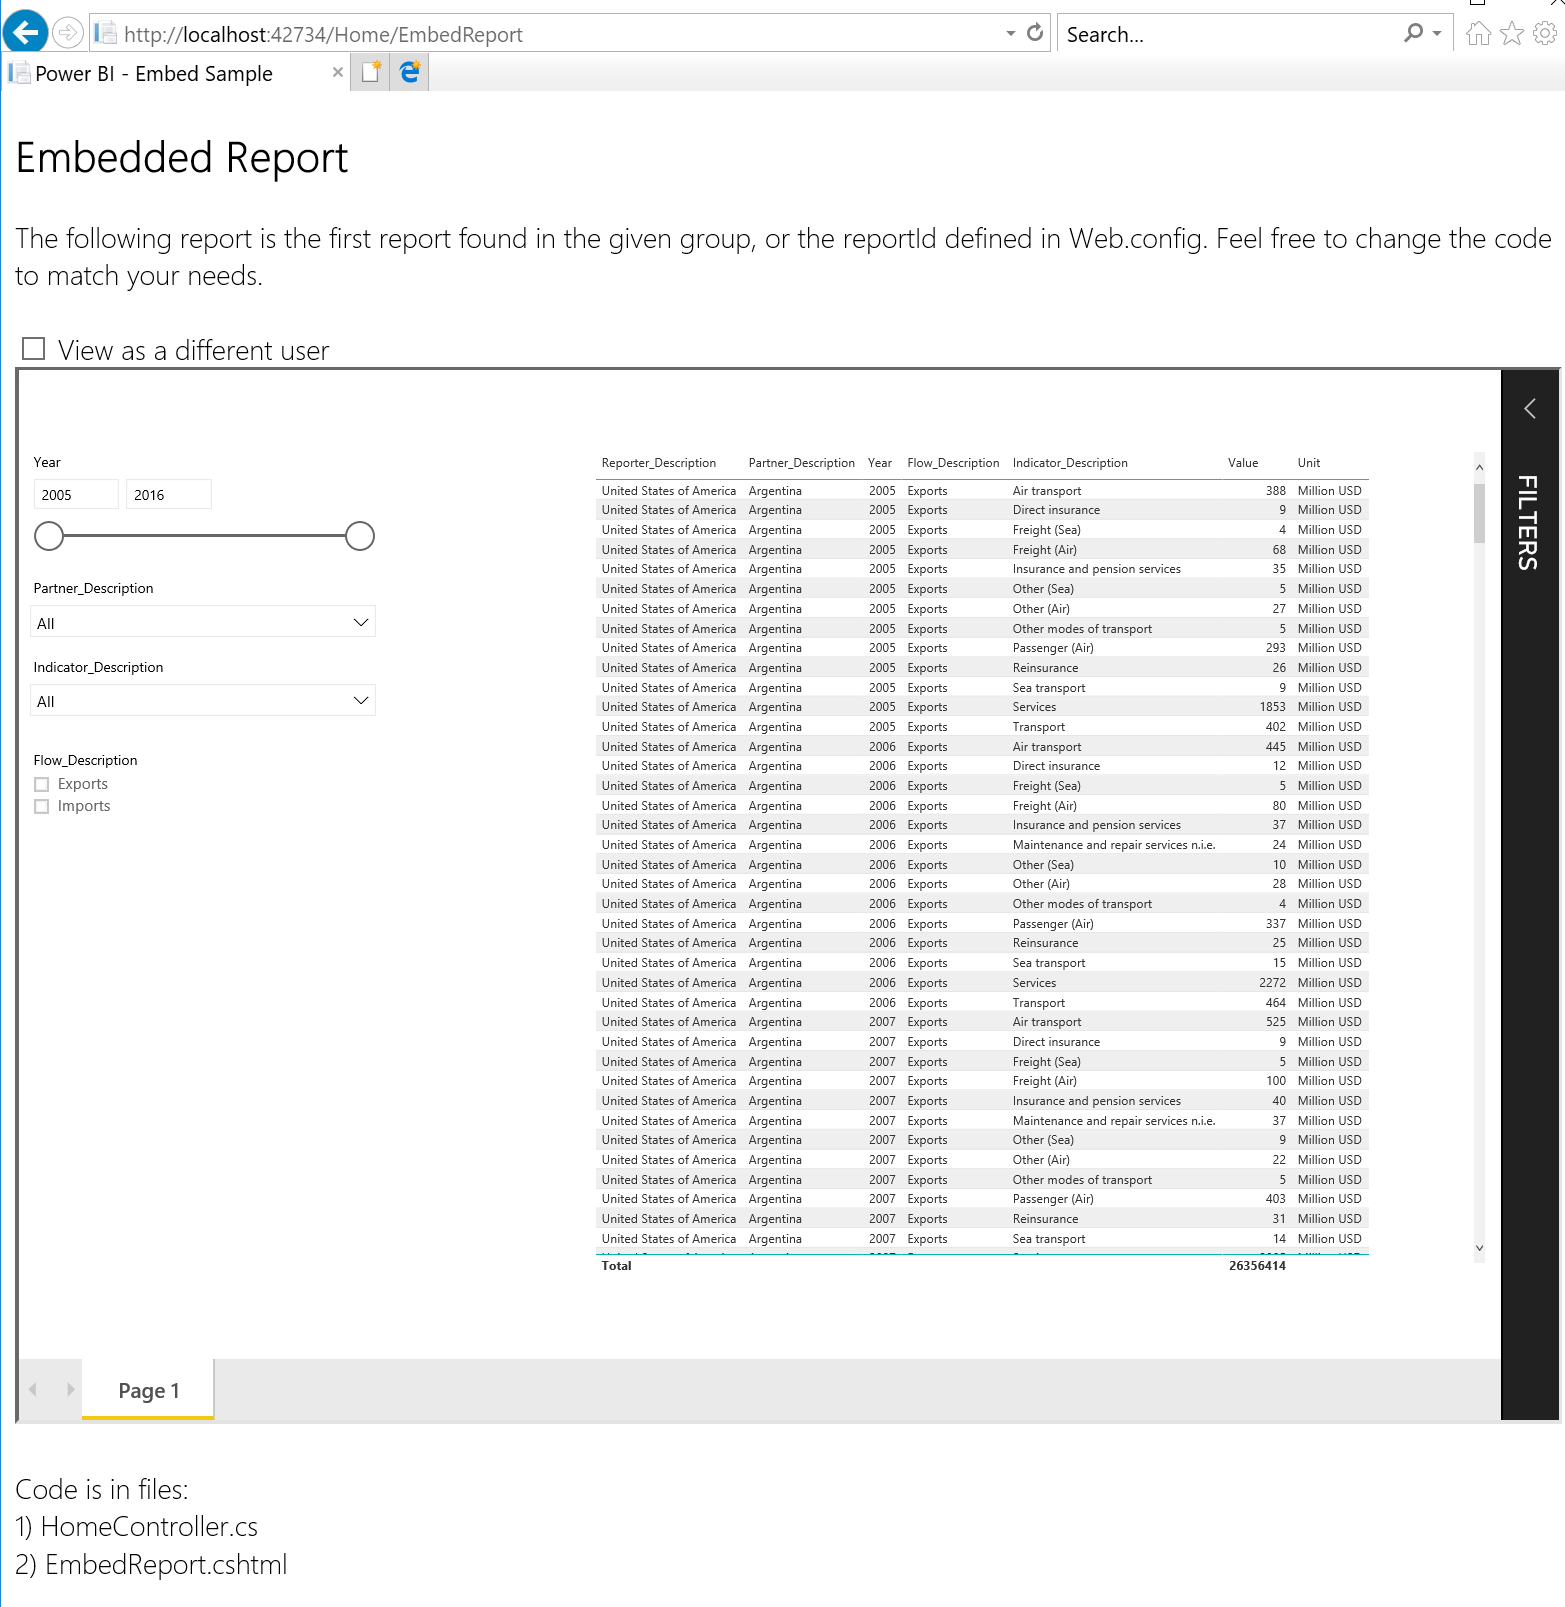 http://localhost:42734/Home/EmbedReport
Search...
Power BI - Embed Sample
Embedded Report
The following report is the first report found in the given group, or the reportId defined in Web.config. Feel free to change the code
to match your needs.
View as a different user
Year
2005 2016
Partner_Description
All
Indicator_Description
All
Flow_Description
Exports
Imports
Reporter_Description Partner_Description Year Flow_Description Indicator_Description Value Unit
United States of America Argentina 2005 Exports Air transport 388 Million USD
United States of America Argentina 2005 Exports Direct insurance 9 Million USD
United States of America Argentina 2005 Exports Freight (Sea) 4 Million USD
United States of America Argentina 2005 Exports Freight (Air) 68 Million USD
United States of America Argentina 2005 Exports Insurance and pension services 35 Million USD
United States of America Argentina 2005 Exports Other (Sea) 5 Million USD
United States of America Argentina 2005 Exports Other (Air) 27 Million USD
United States of America Argentina 2005 Exports Other modes of transport 5 Million USD
United States of America Argentina 2005 Exports Passenger (Air) 293 Million USD
United States of America Argentina 2005 Exports Reinsurance 26 Million USD
United States of America Argentina 2005 Exports Sea transport 9 Million USD
United States of America Argentina 2005 Exports Services 1853 Million USD
United States of America Argentina 2005 Exports Transport 402 Million USD
United States of America Argentina 2006 Exports Air transport 445 Million USD
United States of America Argentina 2006 Exports Direct insurance 12 Million USD
United States of America Argentina 2006 Exports Freight (Sea) 5 Million USD
United States of America Argentina 2006 Exports Freight (Air) 80 Million USD
United States of America Argentina 2006 Exports Insurance and pension services 37 Million USD
United States of America Argentina 2006 Exports Maintenance and repair services n.i.e. 24 Million USD
United States of America Argentina 2006 Exports Other (Sea) 10 Million USD
United States of America Argentina 2006 Exports Other (Air) 28 Million USD
United States of America Argentina 2006 Exports Other modes of transport 4 Million USD
United States of America Argentina 2006 Exports Passenger (Air) 337 Million USD
United States of America Argentina 2006 Exports Reinsurance 25 Million USD
United States of America Argentina 2006 Exports Sea transport 15 Million USD
United States of America Argentina 2006 Exports Services 2272 Million USD
United States of America Argentina 2006 Exports Transport 464 Million USD
United States of America Argentina 2007 Exports Air transport 525 Million USD
United States of America Argentina 2007 Exports Direct insurance 9 Million USD
United States of America Argentina 2007 Exports Freight (Sea) 5 Million USD
United States of America Argentina 2007 Exports Freight (Air) 100 Million USD
United States of America Argentina 2007 Exports Insurance and pension services 40 Million USD
United States of America Argentina 2007 Exports Maintenance and repair services n.i.e. 37 Million USD
United States of America Argentina 2007 Exports Other (Sea) 9 Million USD
United States of America Argentina 2007 Exports Other (Air) 22 Million USD
United States of America Argentina 2007 Exports Other modes of transport 5 Million USD
United States of America Argentina 2007 Exports Passenger (Air) 403 Million USD
United States of America Argentina 2007 Exports Reinsurance 31 Million USD
United States of America Argentina 2007 Exports Sea transport 14 Million USD
Total 26356414
FILTERS
Page 1
Code is in files:
1) HomeController.cs
2) EmbedReport.cshtml